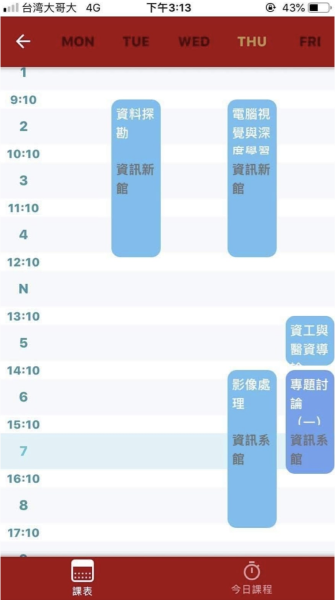 台湾大哥大 4G 下午3:13 43%
MON TUE WED THU FRI
1
9:10
2
10:10
3
11:10
4
12:10
N
13:10
5
14:10
6
15:10
7
16:10
8
17:10
資料探
勘
資訊新
館
電腦視
覺與深
度學習
資訊新
館
影像處
理
資訊系
館
資工與
醫資導
專題討
論
（一）
資訊系
館
課表
今日課程